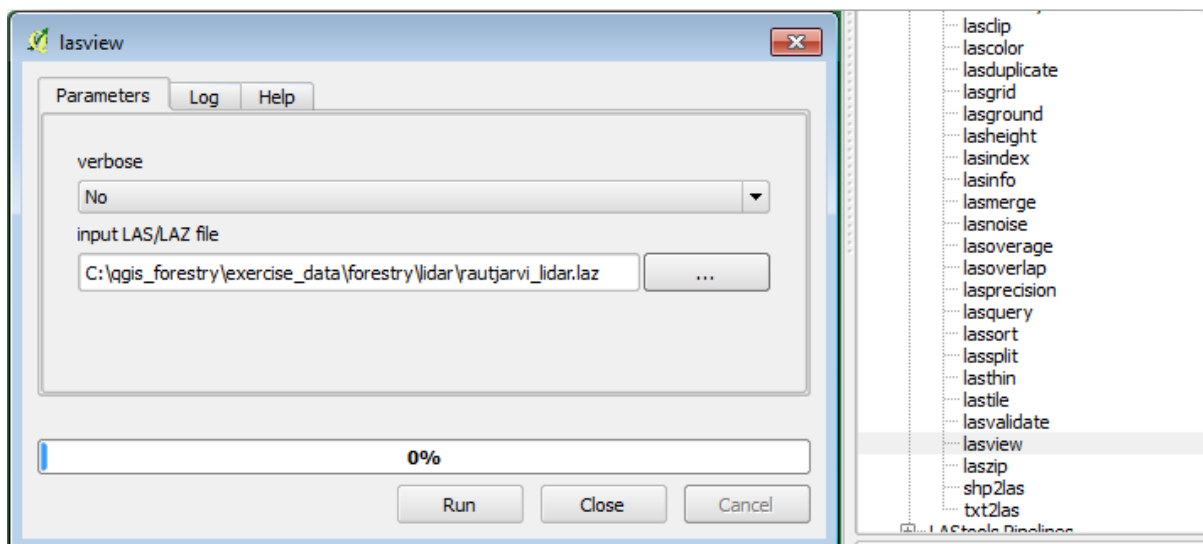 lasview
Parameters
Log
Help
verbose
No
input LAS/LAZ file
C:\qgis_forestry\exercise_data\forestry\lidar\rautjarvi_lidar.laz
...
0%
Run
Close
Cancel
lasclip
lascolor
lasduplicate
lasgrid
lasground
lasheight
lasindex
lasinfo
lasmerge
lasnoise
lasoverage
lasoverlap
lasprecision
lasquery
lassort
lassplit
lasthin
lastile
lasvalidate
lasview
laszip
shp2las
txt2las
LAStools Pipelines